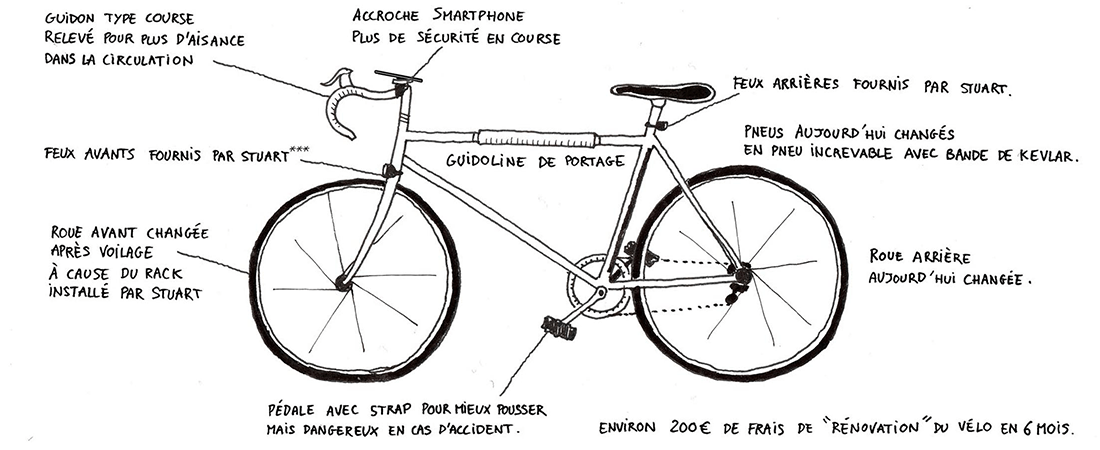 GUIDON TYPE COURSE
RELEVÉ POUR PLUS D'AISANCE
DANS LA CIRCULATION
ACCROCHE SMARTPHONE
PLUS DE SÉCURITÉ EN COURSE
FEUX ARRIÈRES FOURNIS PAR STUART.
PNEUS AUJOURD'HUI CHANGÉS
EN PNEU INCREVABLE AVEC BANDE DE KEVLAR.
FEUX AVANTS FOURNIS PAR STUART***
GUIDOLINE DE PORTAGE
ROUE AVANT CHANGÉE
APRÈS VOILAGE
À CAUSE DU RACK
INSTALLÉ PAR STUART
ROUE ARRIÈRE
AUJOURD'HUI CHANGÉE.
PÉDALE AVEC STRAP POUR MIEUX POUSSER
MAIS DANGEREUX EN CAS D'ACCIDENT.
ENVIRON 200€ DE FRAIS DE "RÉNOVATION" DU VÉLO EN 6 MOIS.